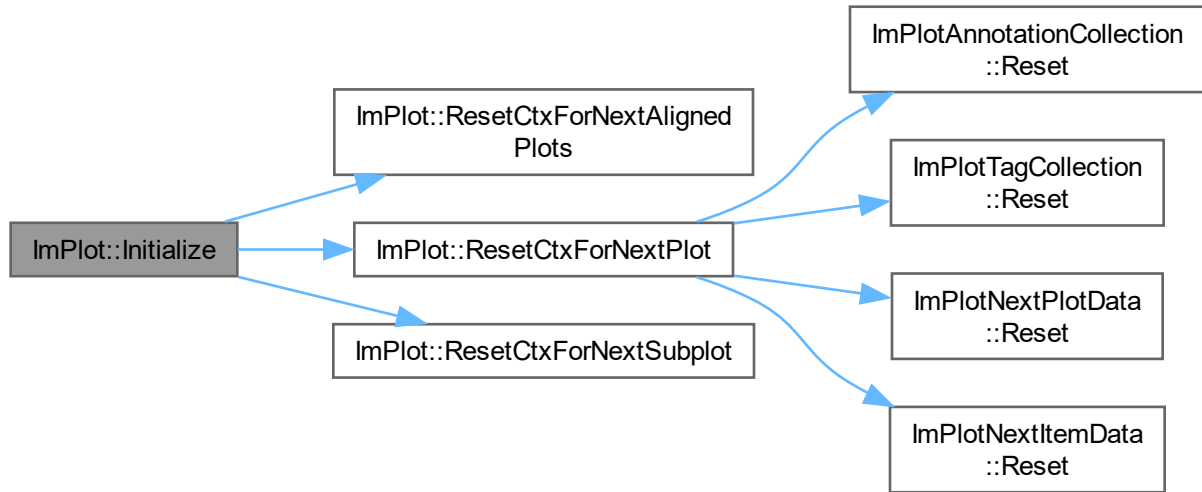 ImPlot::Initialize
ImPlot::ResetCtxForNextAligned
Plots
ImPlot::ResetCtxForNextPlot
ImPlot::ResetCtxForNextSubplot
ImPlotAnnotationCollection
::Reset
ImPlotTagCollection
::Reset
ImPlotNextPlotData
::Reset
ImPlotNextItemData
::Reset